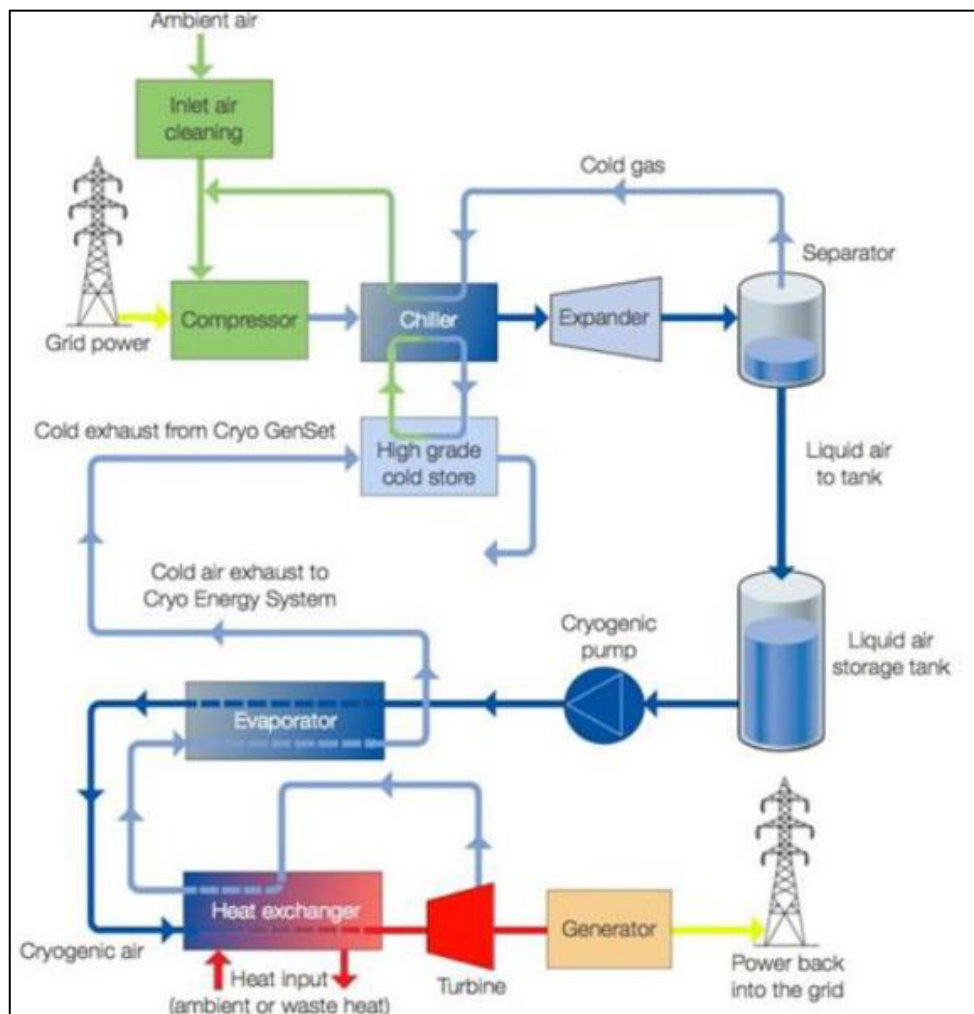 Ambient air
Inlet air
cleaning
Cold gas
Separator
Grid power
Compressor
Chiller
Expander
Cold exhaust from Cryo GenSet
High grade
cold store
Liquid air
to tank
Cold air exhaust to
Cryo Energy System
Cryogenic
pump
Liquid air
storage tank
Evaporator
Heat exchanger
Generator
Cryogenic air
Heat input
(ambient or waste heat)
Turbine
Power back
into the grid